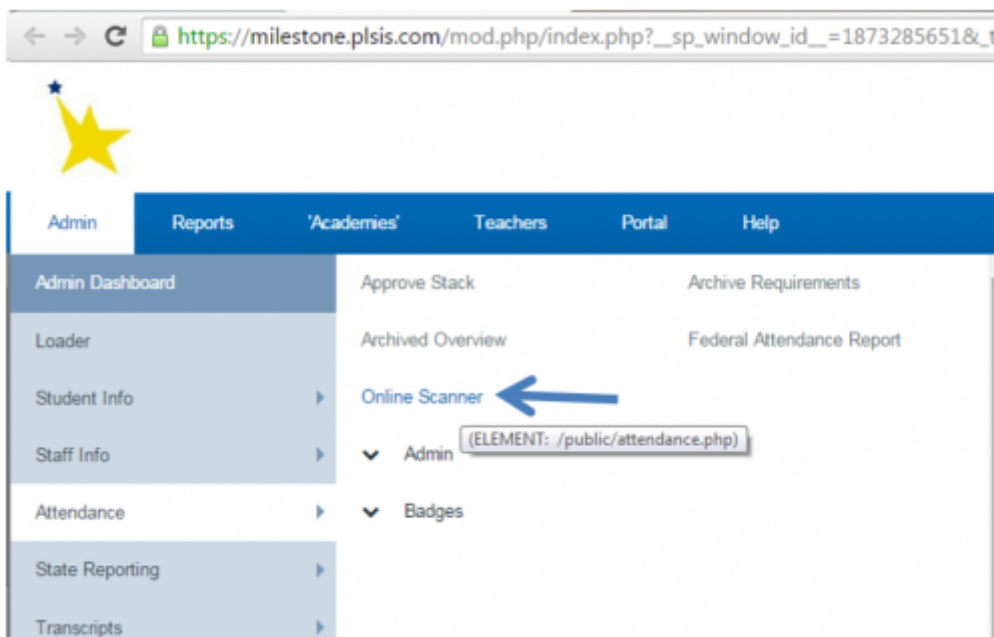 https://milestone.plsis.com/mod.php/index.php?__sp_window_id__=1873285651&_t
Admin Reports 'Academies' Teachers Portal Help
Admin Dashboard Approve Stack Archive Requirements
Loader Archived Overview Federal Attendance Report
Student Info Online Scanner
(ELEMENT: /public/attendance.php)
Staff Info Admin
Attendance Badges
State Reporting
Transcripts